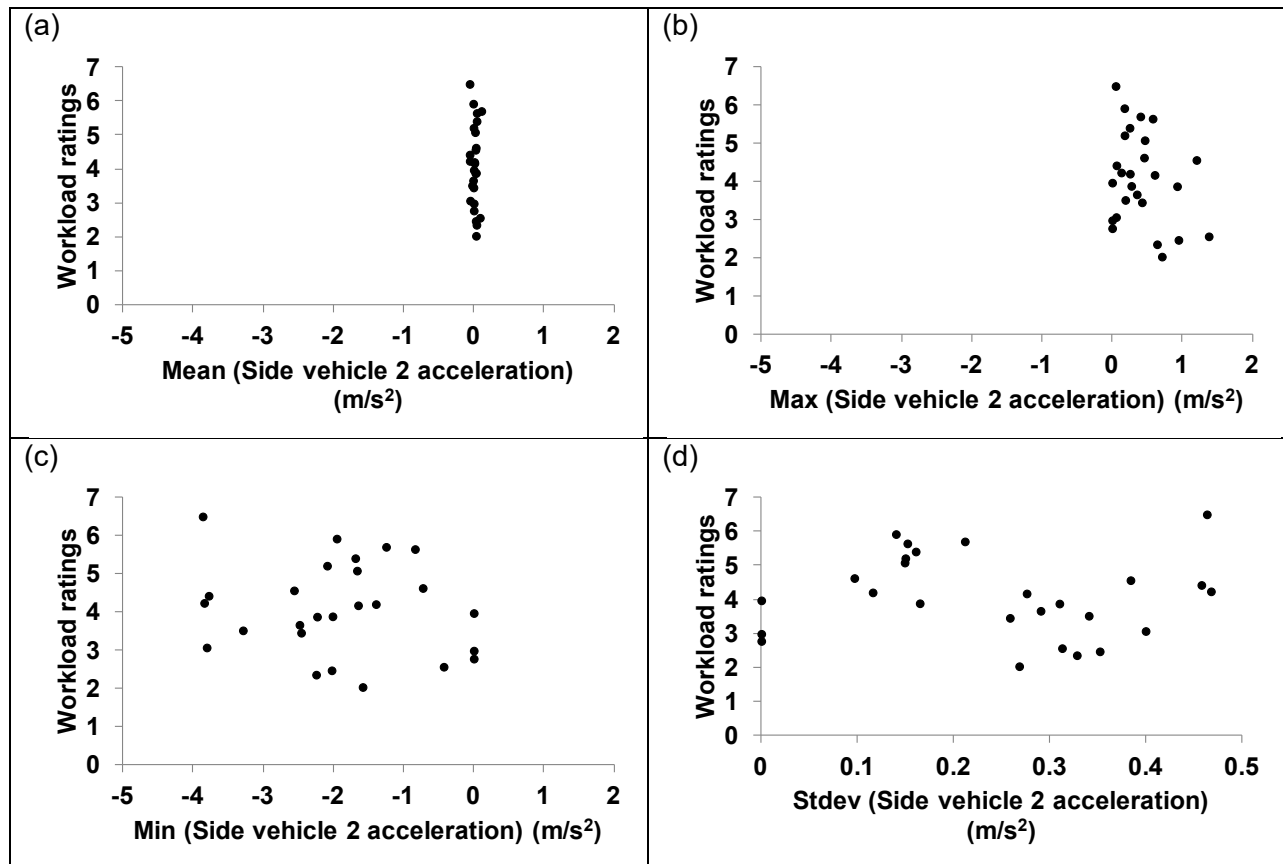 (a)
Workload ratings
7
6
5
4
3
2
1
0
-5 -4 -3 -2 -1 0 1 2
Mean (Side vehicle 2 acceleration)
(m/s²)
(b)
Workload ratings
7
6
5
4
3
2
1
0
-5 -4 -3 -2 -1 0 1 2
Max (Side vehicle 2 acceleration) (m/s²)
(c)
Workload ratings
7
6
5
4
3
2
1
0
-5 -4 -3 -2 -1 0 1 2
Min (Side vehicle 2 acceleration) (m/s²)
(d)
Workload ratings
7
6
5
4
3
2
1
0
0 0.1 0.2 0.3 0.4 0.5
Stdev (Side vehicle 2 acceleration)
(m/s²)